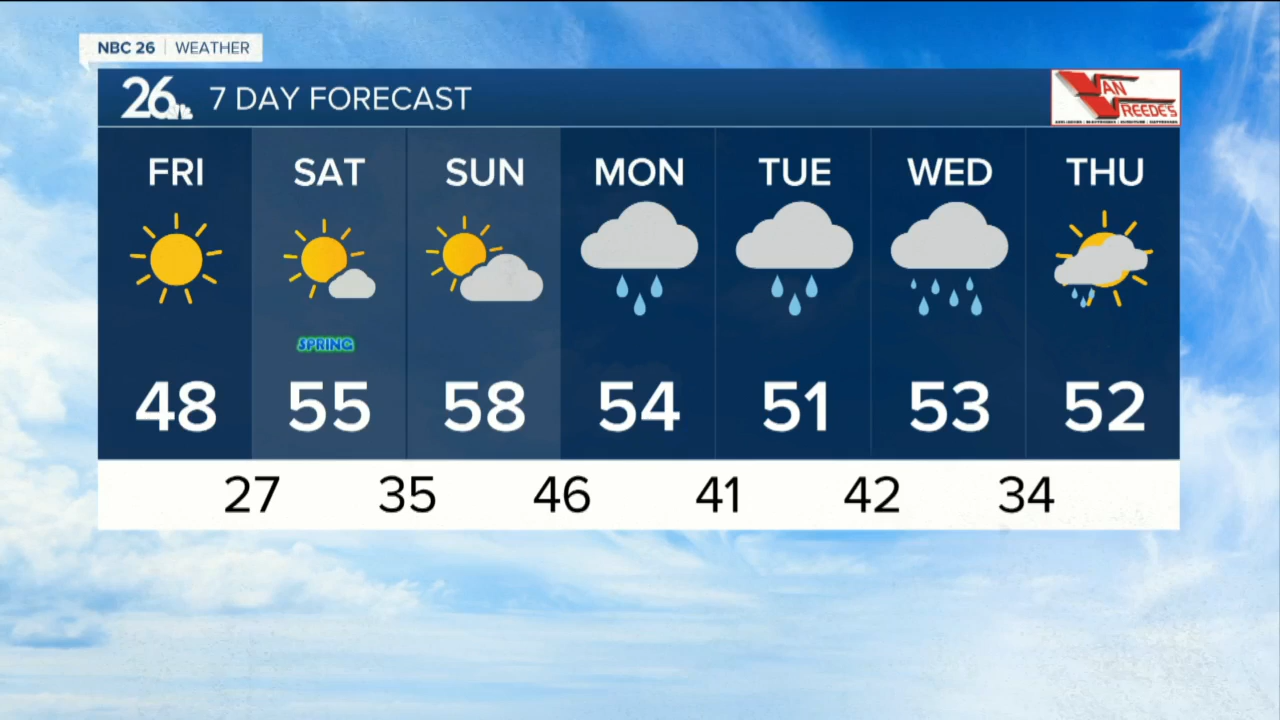 NBC 26 | WEATHER
26 7 DAY FORECAST
VAN VREEDE'S
FRI SAT SUN MON TUE WED THU
SPRING
48 55 58 54 51 53 52
27 35 46 41 42 34